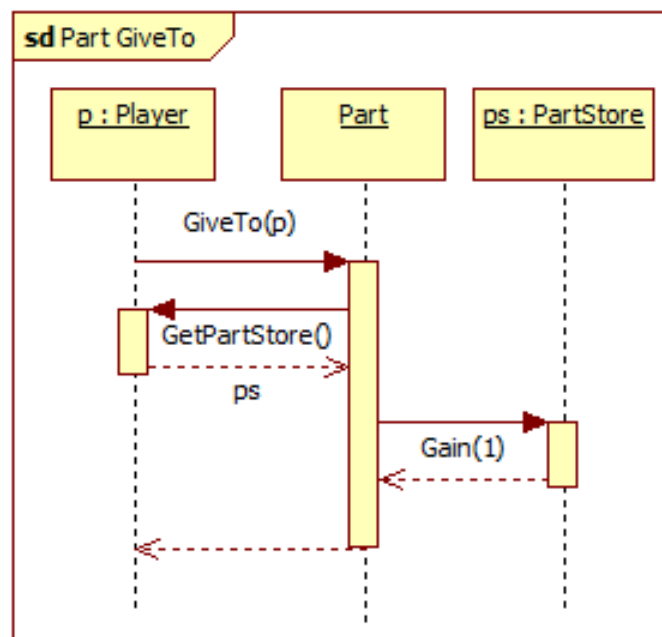 sd Part GiveTo
p : Player
Part
ps : PartStore
GiveTo(p)
GetPartStore()
ps
Gain(1)